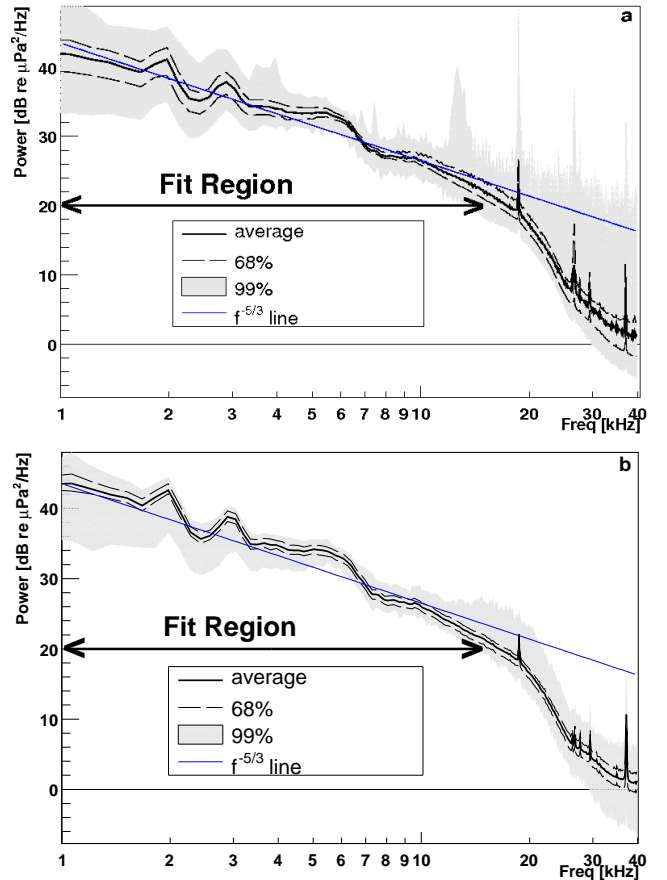 a
Power [dB re µPa²/Hz]
40
30
20
10
0
Fit Region
average
68%
99%
f^-5/3 line
1 2 3 4 5 6 7 8 9 10 20 30 40
Freq [kHz]
b
Power [dB re µPa²/Hz]
40
30
20
10
0
Fit Region
average
68%
99%
f^-5/3 line
1 2 3 4 5 6 7 8 9 10 20 30 40
Freq [kHz]